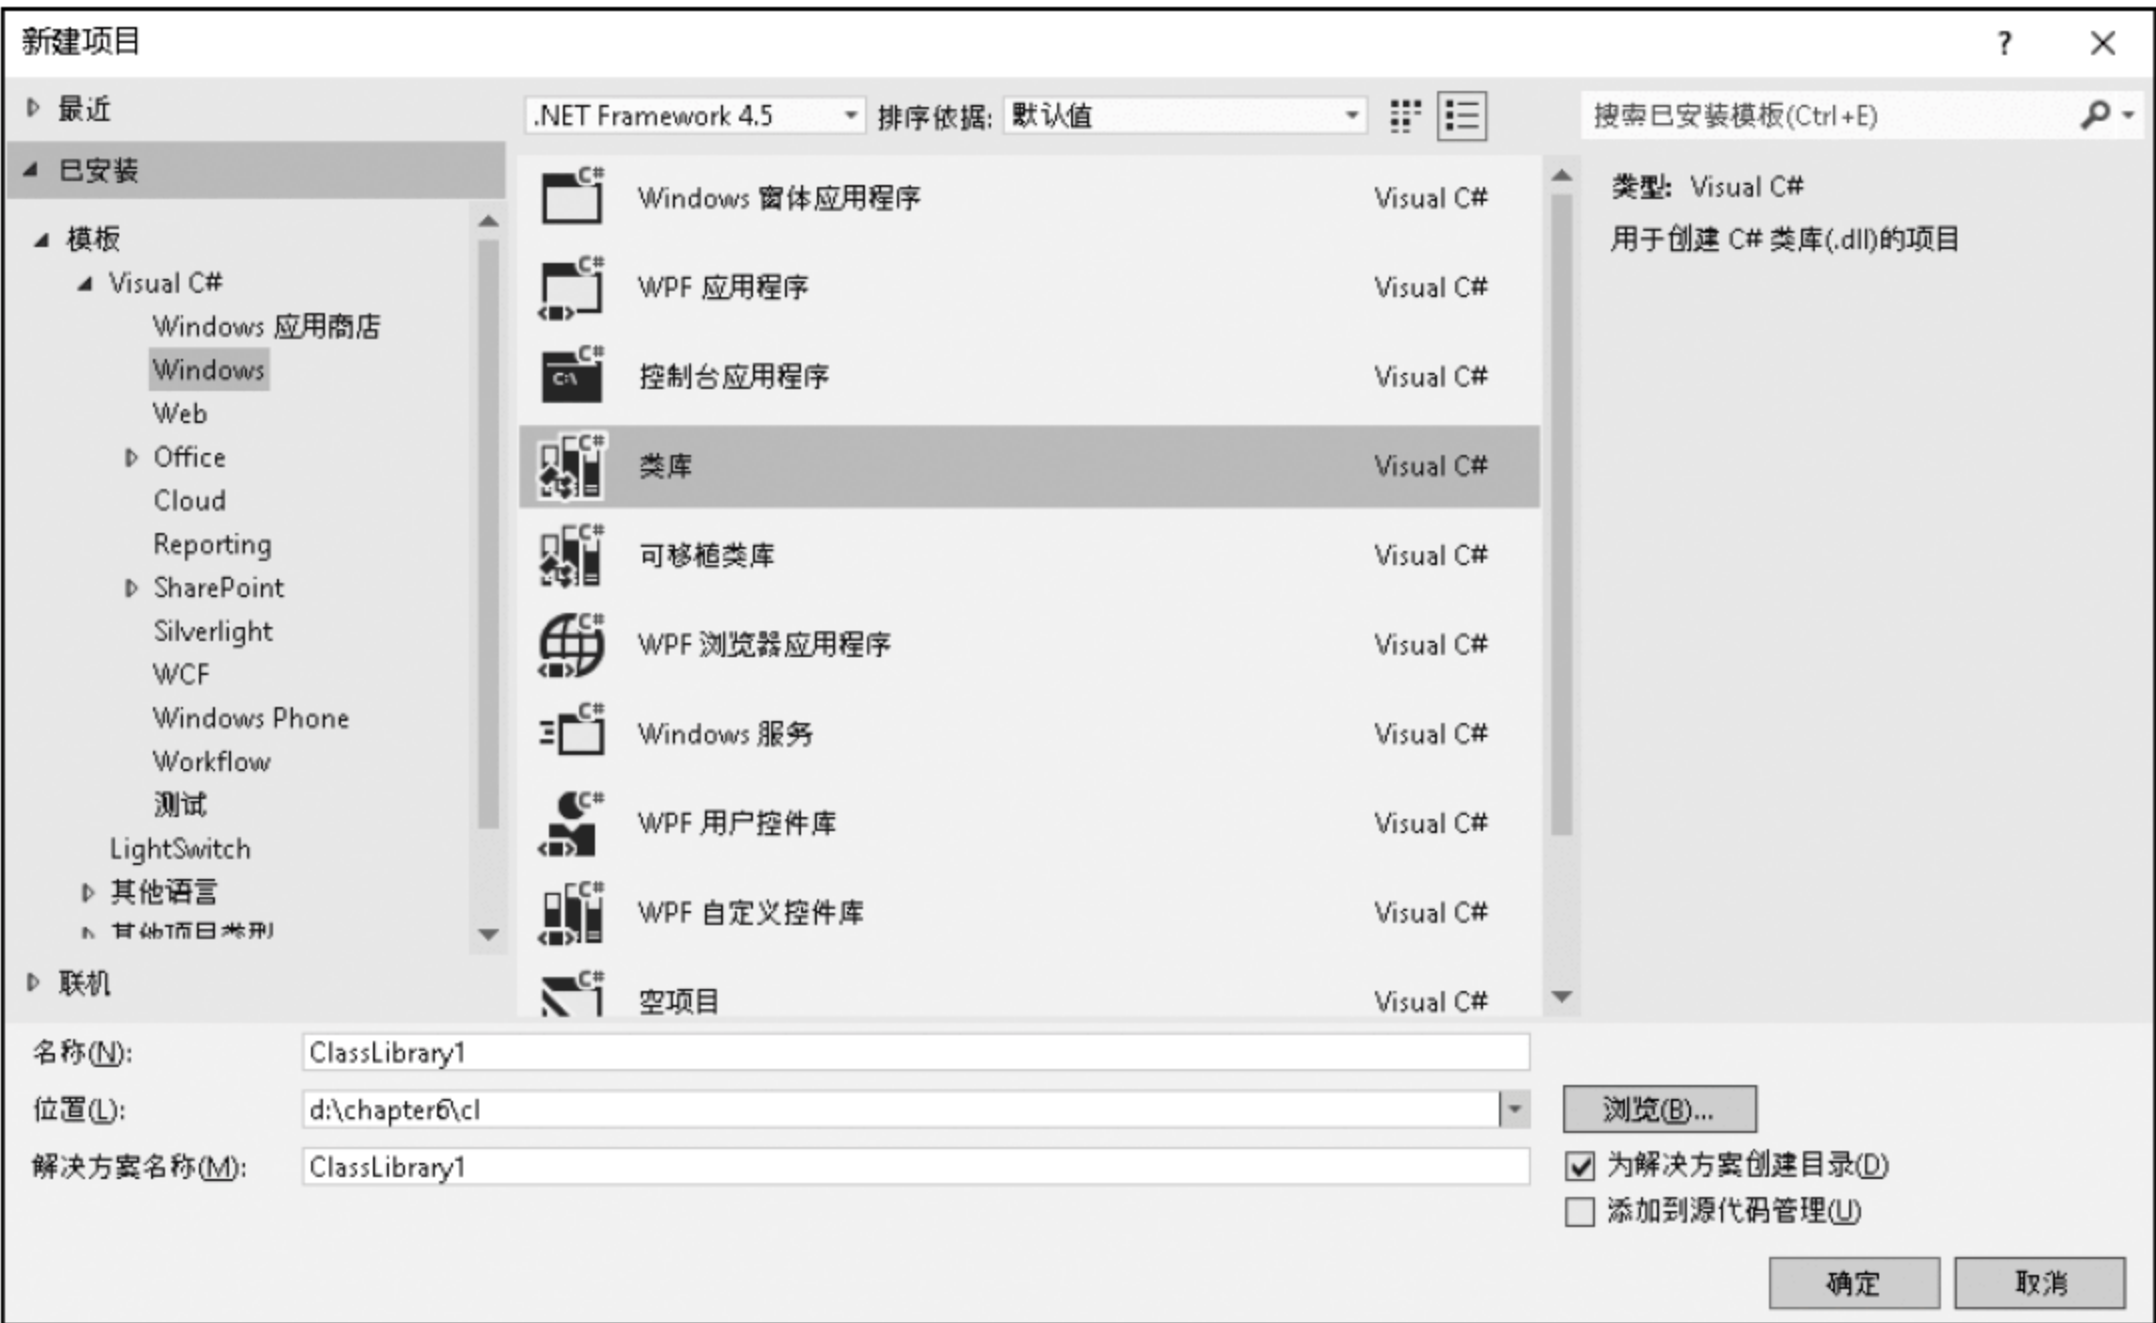 新建项目
?
最近
.NET Framework 4.5
排序依据:
默认值
搜索已安装模板(Ctrl+E)
已安装
模板
Visual C#
Windows 应用商店
Windows
Web
Office
Cloud
Reporting
SharePoint
Silverlight
WCF
Windows Phone
Workflow
测试
LightSwitch
其他语言
其他项目类型
联机
Windows 窗体应用程序 Visual C#
WPF 应用程序 Visual C#
控制台应用程序 Visual C#
类库 Visual C#
可移植类库 Visual C#
WPF 浏览器应用程序 Visual C#
Windows 服务 Visual C#
WPF 用户控件库 Visual C#
WPF 自定义控件库 Visual C#
空项目 Visual C#
类型: Visual C#
用于创建 C# 类库(.dll)的项目
名称(N): ClassLibrary1
位置(L): d:\chapter6\cl
浏览(B)...
解决方案名称(M): ClassLibrary1
为解决方案创建目录(D)
添加到源代码管理(U)
确定
取消